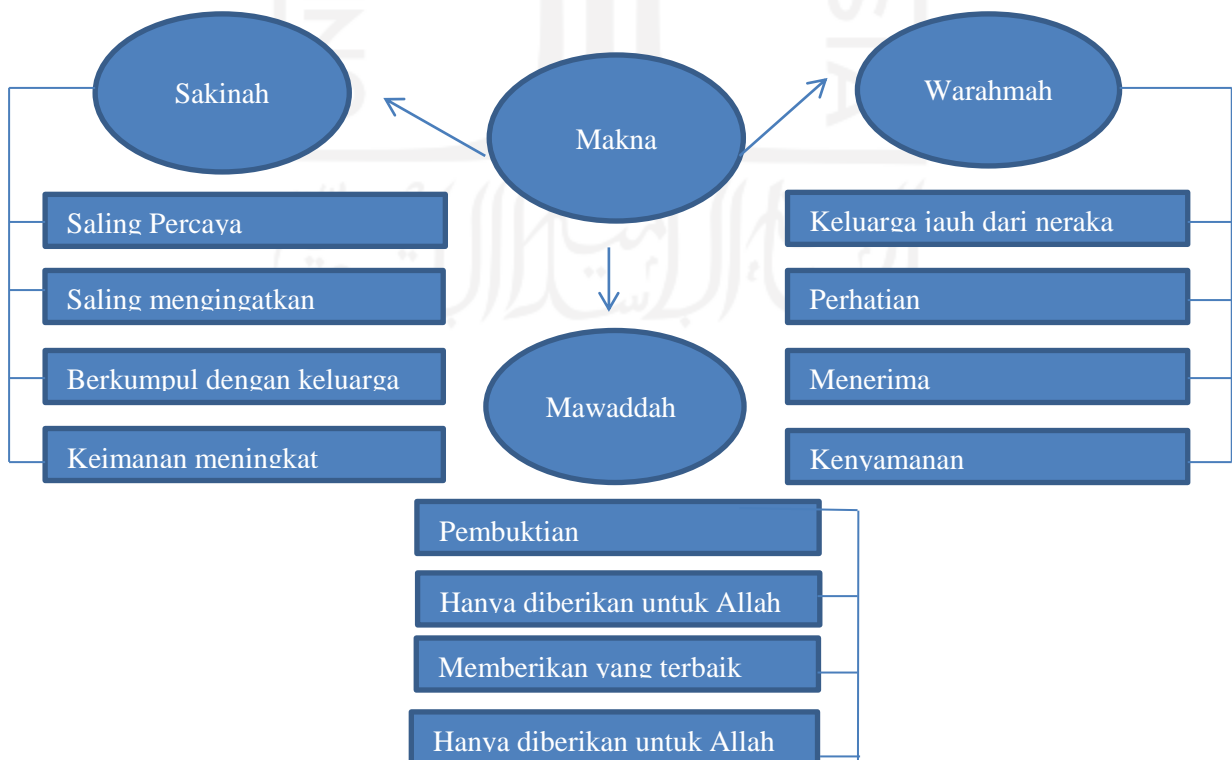 Sakinah
Makna
Warahmah
Saling Percaya
Saling mengingatkan
Berkumpul dengan keluarga
Keimanan meningkat
Keluarga jauh dari neraka
Perhatian
Menerima
Kenyamanan
Mawaddah
Pembuktian
Hanya diberikan untuk Allah
Memberikan yang terbaik
Hanya diberikan untuk Allah